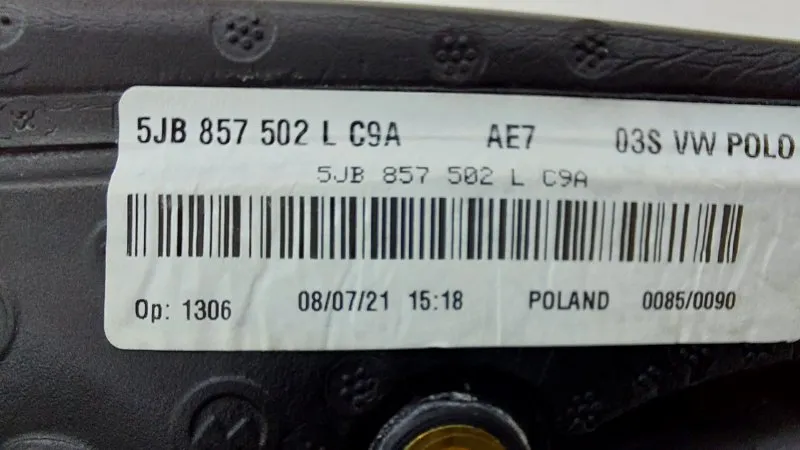 5JB 857 502 L C9A AE7 03S VW POLO
5JB 857 502 L C9A
Op: 1306 08/07/21 15:18 POLAND 0085/0090